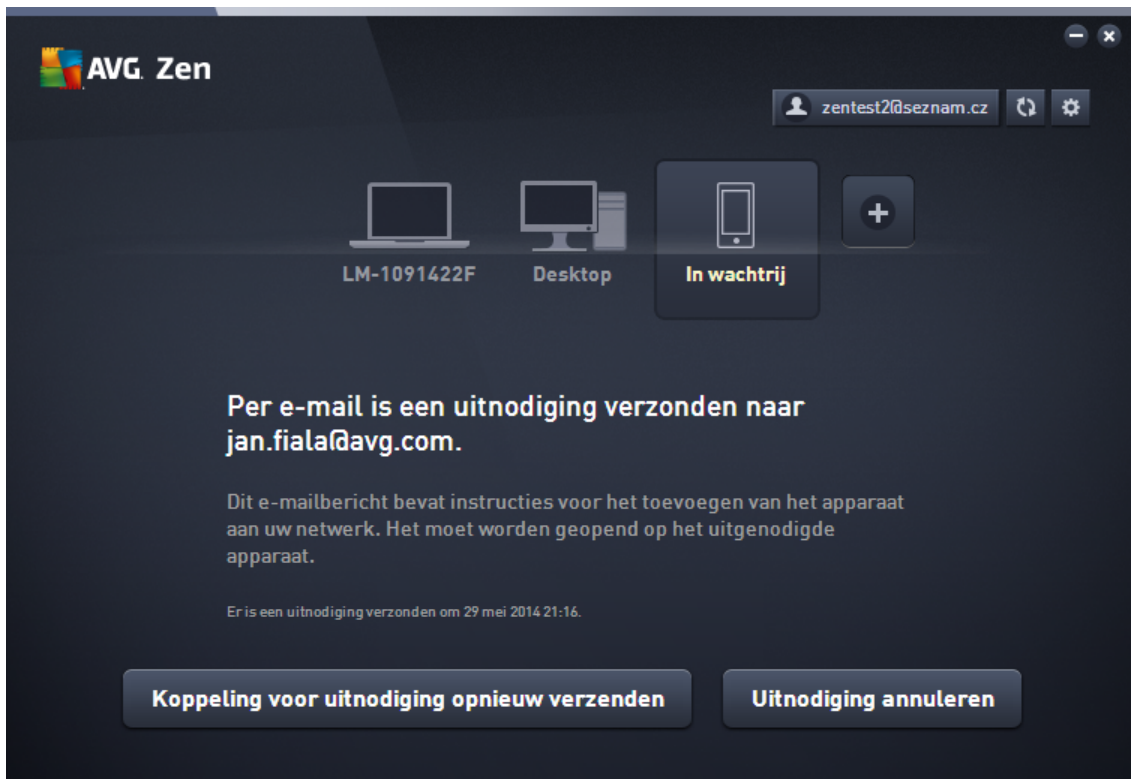 AVG. Zen
zentest2@seznam.cz
LM-1091422F
Desktop
In wachtrij
Per e-mail is een uitnodiging verzonden naar
jan.fiala@avg.com.
Dit e-mailbericht bevat instructies voor het toevoegen van het apparaat
aan uw netwerk. Het moet worden geopend op het uitgenodigde
apparaat.
Er is een uitnodiging verzonden om 29 mei 2014 21:16.
Koppeling voor uitnodiging opnieuw verzenden
Uitnodiging annuleren